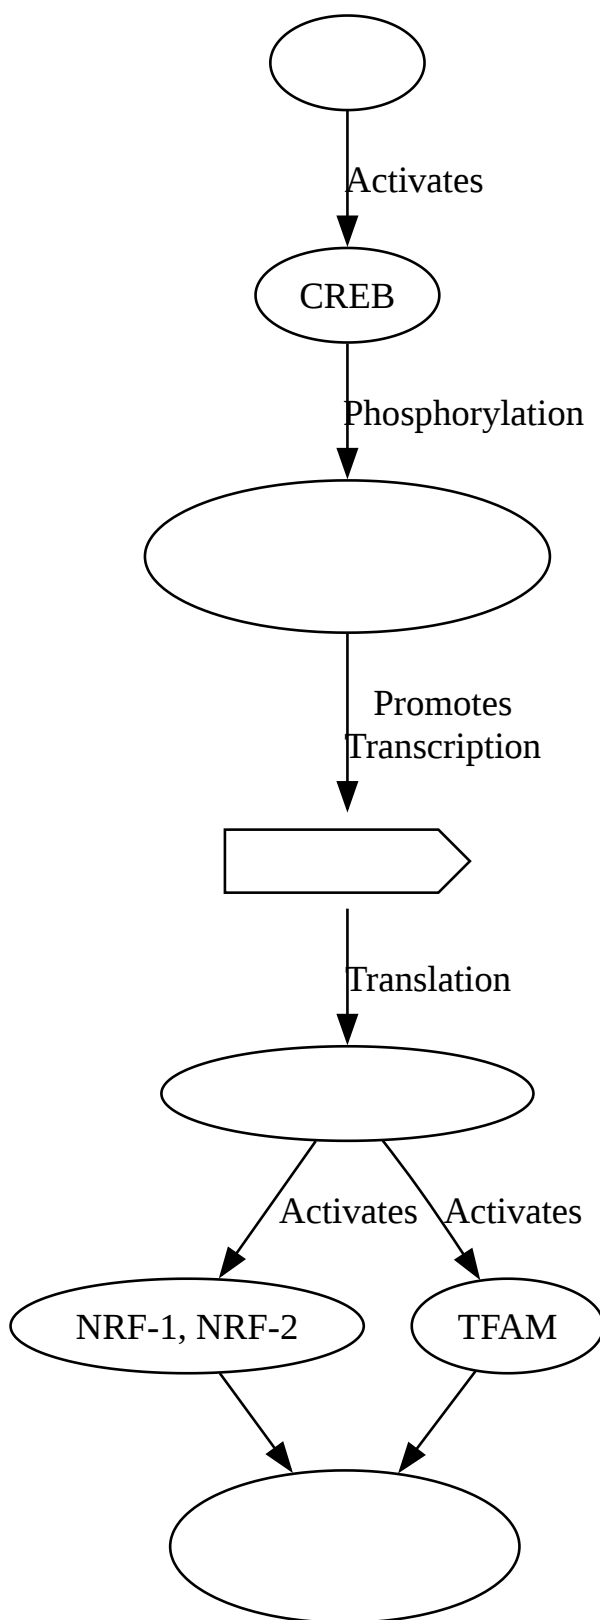 Activates
CREB
Phosphorylation
Promotes
Transcription
Translation
Activates
Activates
NRF-1, NRF-2
TFAM